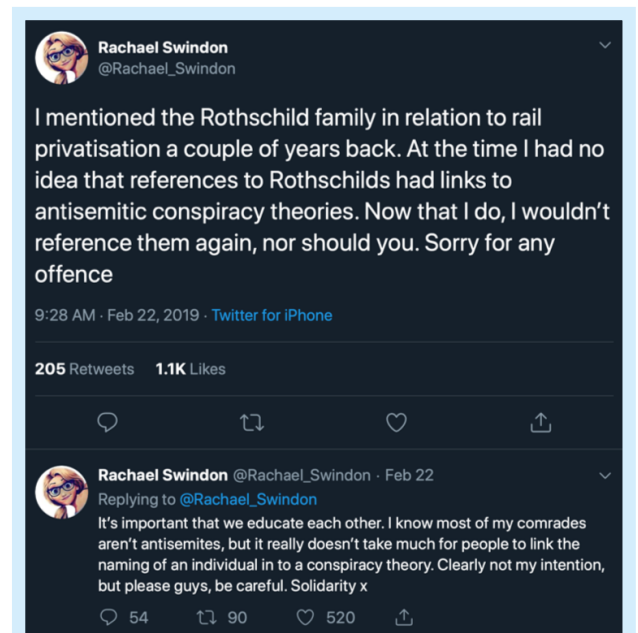 Rachael Swindon
@Rachael_Swindon
I mentioned the Rothschild family in relation to rail
privatisation a couple of years back. At the time I had no
idea that references to Rothschilds had links to
antisemitic conspiracy theories. Now that I do, I wouldn't
reference them again, nor should you. Sorry for any
offence
9:28 AM · Feb 22, 2019 · Twitter for iPhone
205 Retweets 1.1K Likes
Rachael Swindon @Rachael_Swindon · Feb 22
Replying to @Rachael_Swindon
It's important that we educate each other. I know most of my comrades
aren't antisemites, but it really doesn't take much for people to link the
naming of an individual in to a conspiracy theory. Clearly not my intention,
but please guys, be careful. Solidarity x
54 90 520